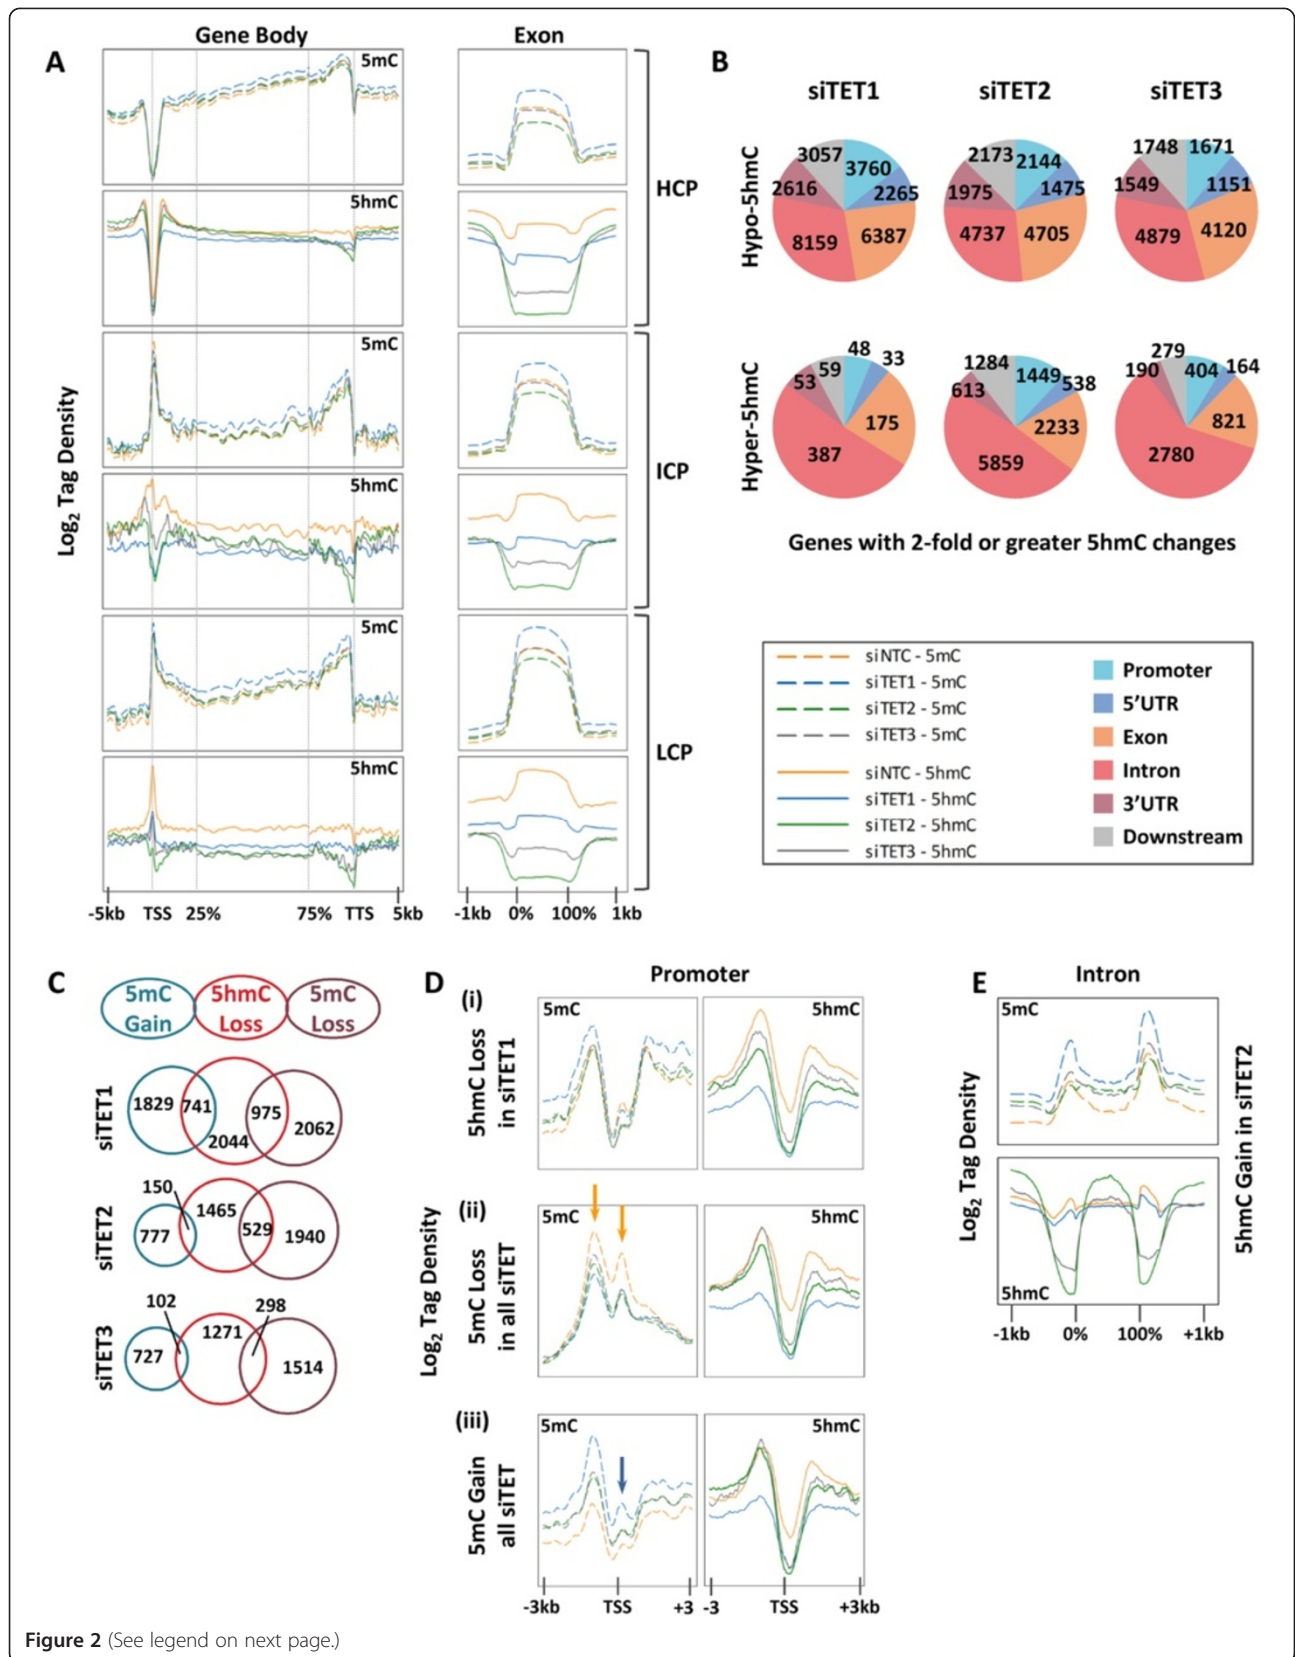 A
Gene Body
Exon
5mC
5hmC
HCP
5mC
5hmC
ICP
5mC
5hmC
LCP
Log2 Tag Density
-5kb TSS 25% 75% TTS 5kb
-1kb 0% 100% 1kb
B
siTET1 siTET2 siTET3
Hypo-5hmC
3057 3760 2265 6387 8159 2616
2173 2144 1475 4705 4737 1975
1748 1671 1151 4120 4879 1549
Hyper-5hmC
59 48 33 175 387 53
1284 1449 538 2233 5859 613
279 404 164 821 2780 190
Genes with 2-fold or greater 5hmC changes
siNTC - 5mC
siTET1 - 5mC
siTET2 - 5mC
siTET3 - 5mC
siNTC - 5hmC
siTET1 - 5hmC
siTET2 - 5hmC
siTET3 - 5hmC
Promoter
5'UTR
Exon
Intron
3'UTR
Downstream
C
5mC Gain
5hmC Loss
5mC Loss
siTET1
1829 741 2044 975 2062
siTET2
150 777 1465 529 1940
siTET3
102 727 1271 298 1514
D
Promoter
(i)
5hmC Loss
in siTET1
5mC
5hmC
(ii)
5mC Loss
in all siTET
5mC
5hmC
(iii)
5mC Gain
all siTET
5mC
5hmC
Log2 Tag Density
-3kb TSS +3
-3 TSS +3kb
E
Intron
5mC
5hmC
Log2 Tag Density
5hmC Gain in siTET2
-1kb 0% 100% +1kb
Figure 2 (See legend on next page.)